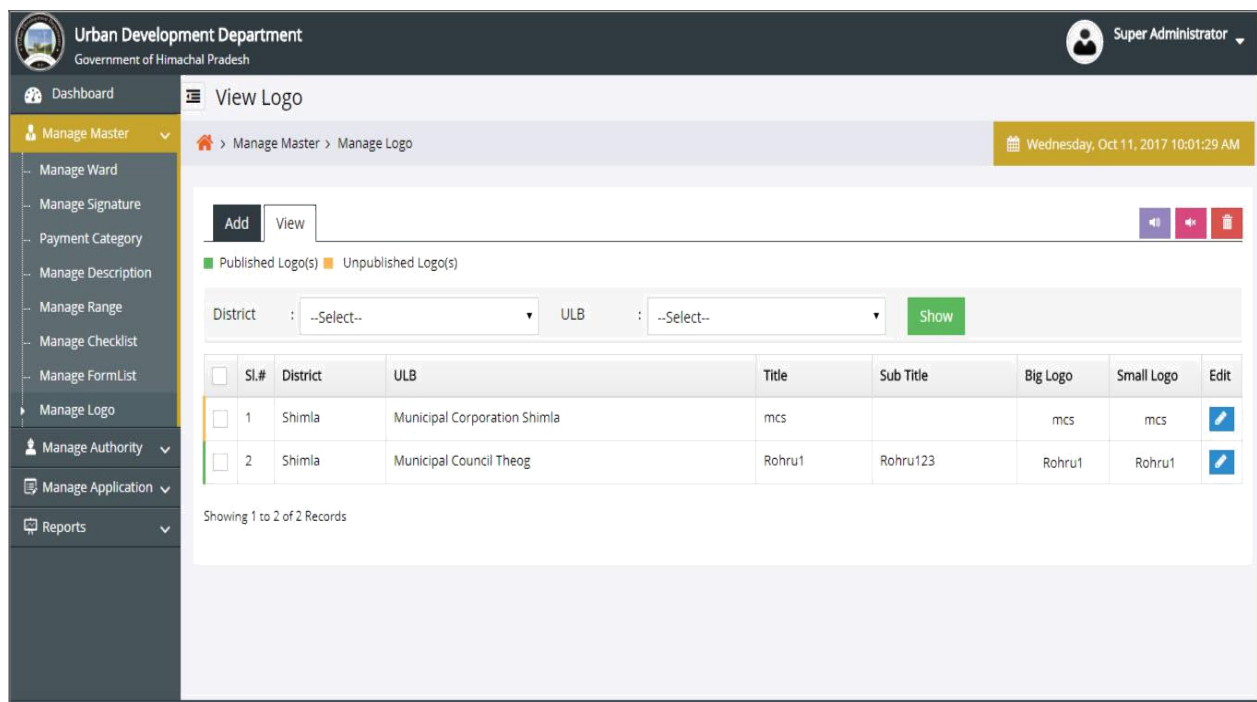 Urban Development Department
Government of Himachal Pradesh
Super Administrator
Dashboard
Manage Master
Manage Ward
Manage Signature
Payment Category
Manage Description
Manage Range
Manage Checklist
Manage FormList
Manage Logo
Manage Authority
Manage Application
Reports
View Logo
> Manage Master > Manage Logo
Wednesday, Oct 11, 2017 10:01:29 AM
Add View
Published Logo(s) Unpublished Logo(s)
District : --Select-- ULB : --Select-- Show
Sl.# District ULB Title Sub Title Big Logo Small Logo Edit
1 Shimla Municipal Corporation Shimla mcs mcs mcs
2 Shimla Municipal Council Theog Rohru1 Rohru123 Rohru1 Rohru1
Showing 1 to 2 of 2 Records